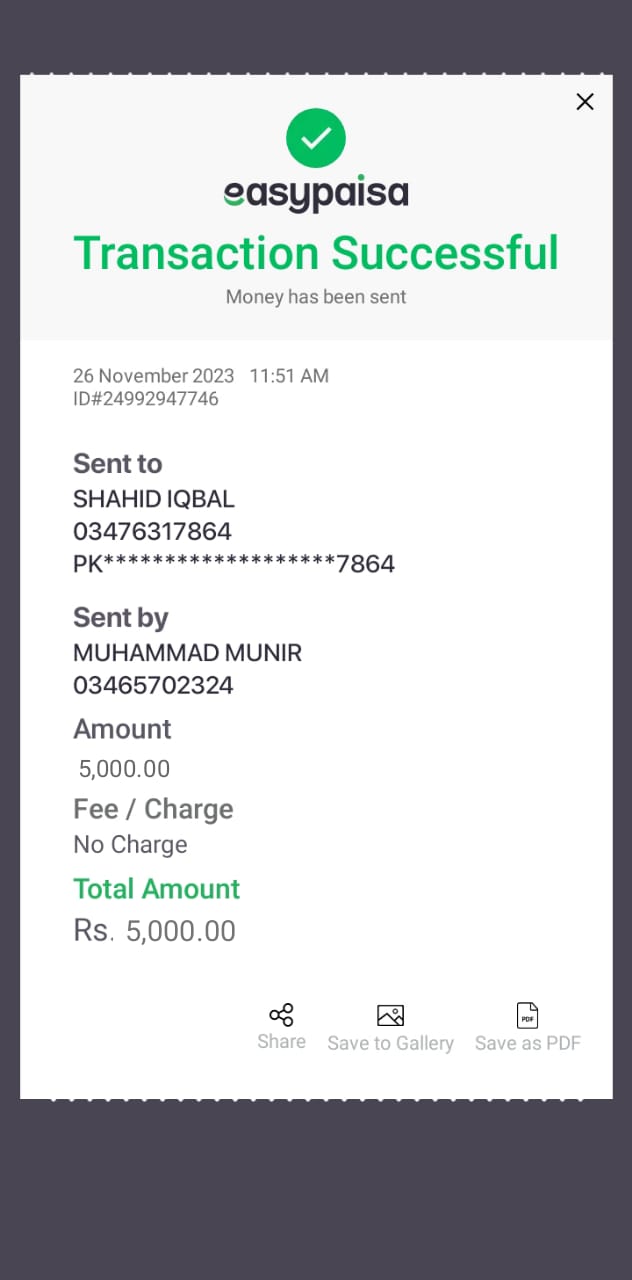 easypaisa
Transaction Successful
Money has been sent
26 November 2023 11:51 AM
ID#24992947746
Sent to
SHAHID IQBAL
03476317864
PK*******************7864
Sent by
MUHAMMAD MUNIR
03465702324
Amount
5,000.00
Fee / Charge
No Charge
Total Amount
Rs. 5,000.00
PDF
Share Save to Gallery Save as PDF